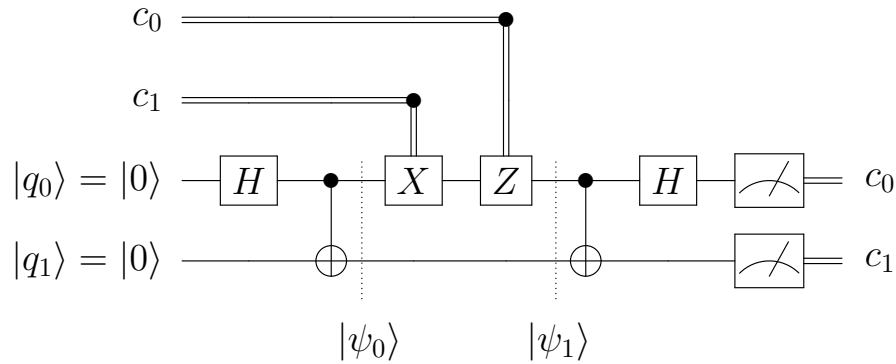 c₀
c₁
|q₀⟩ = |0⟩ H X Z H c₀
|q₁⟩ = |0⟩ c₁
|ψ₀⟩ |ψ₁⟩